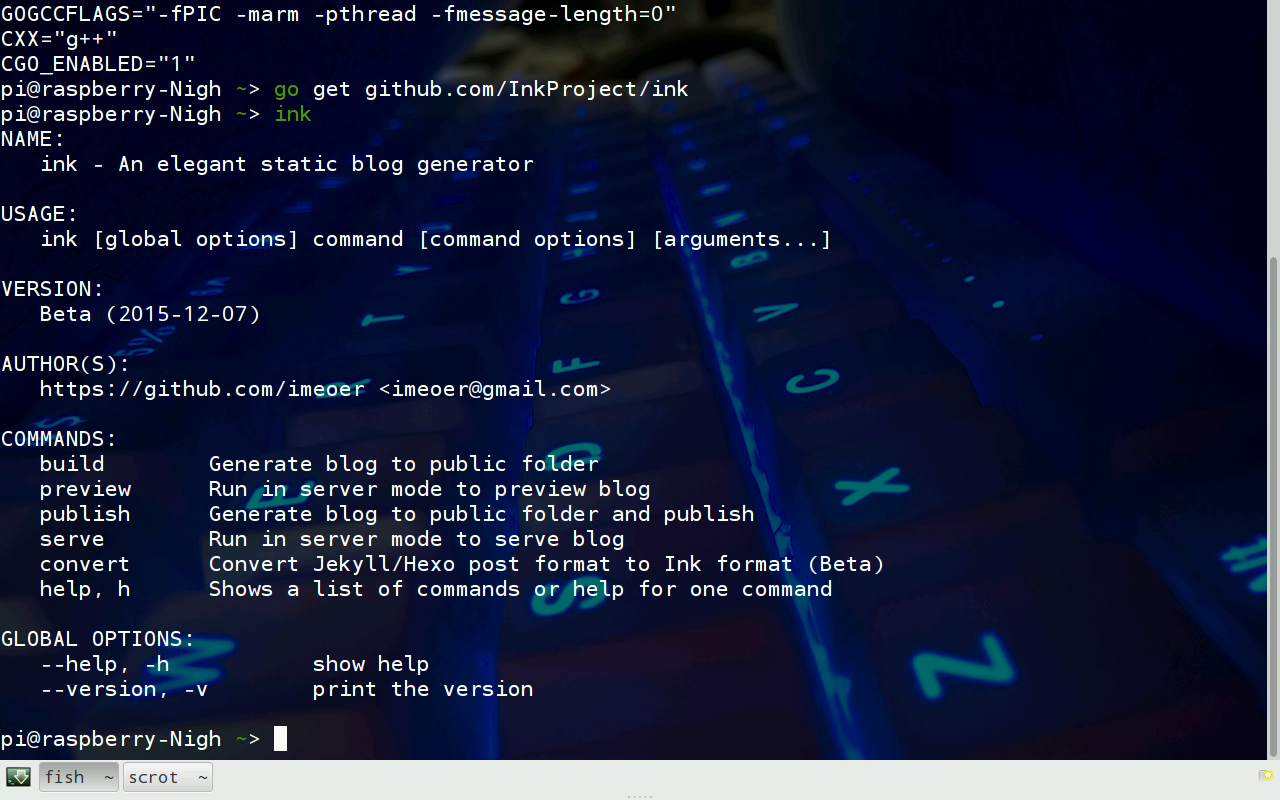 GOGCCFLAGS="-fPIC -marm -pthread -fmessage-length=0"
CXX="g++"
CGO_ENABLED="1"
pi@raspberry-Nigh ~> go get github.com/InkProject/ink
pi@raspberry-Nigh ~> ink
NAME:
ink - An elegant static blog generator
USAGE:
ink [global options] command [command options] [arguments...]
VERSION:
Beta (2015-12-07)
AUTHOR(S):
https://github.com/imeoer <imeoer@gmail.com>
COMMANDS:
build Generate blog to public folder
preview Run in server mode to preview blog
publish Generate blog to public folder and publish
serve Run in server mode to serve blog
convert Convert Jekyll/Hexo post format to Ink format (Beta)
help, h Shows a list of commands or help for one command
GLOBAL OPTIONS:
--help, -h show help
--version, -v print the version
pi@raspberry-Nigh ~>
fish ~ scrot ~